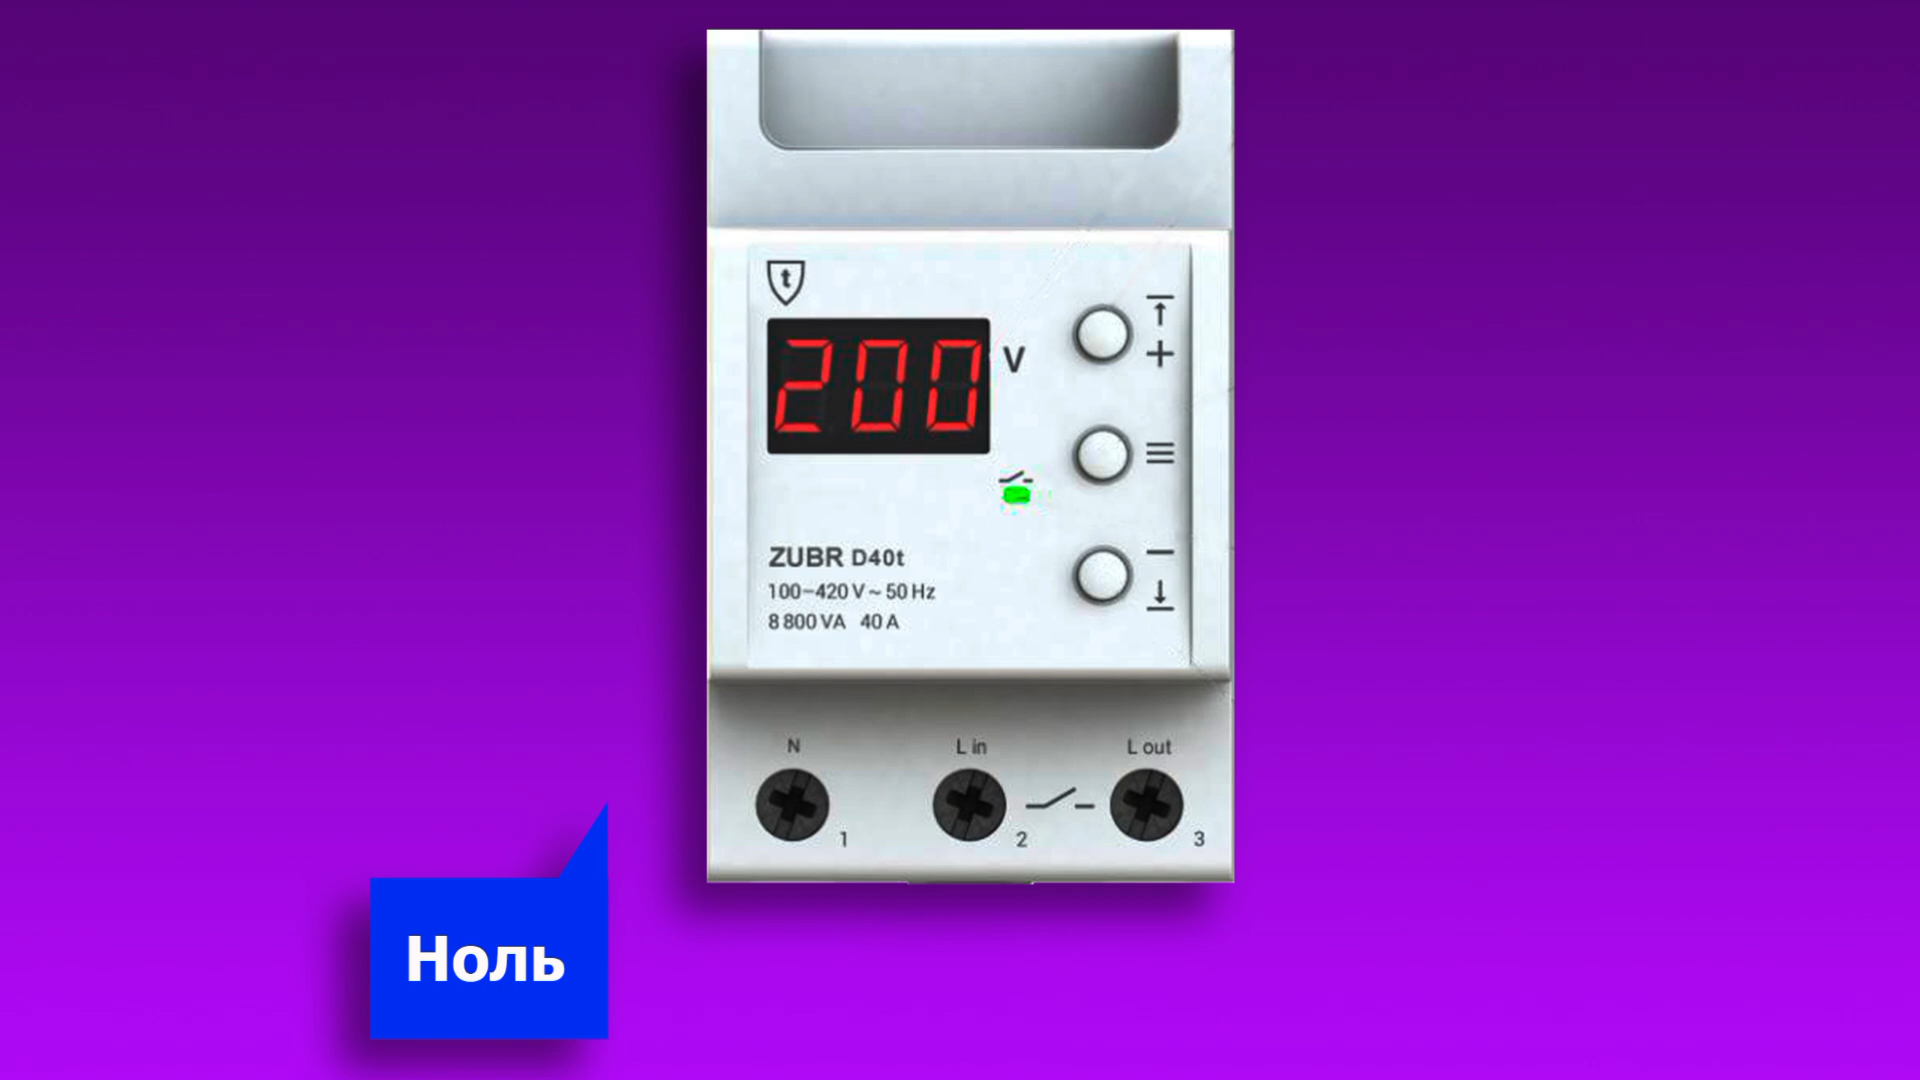 t
200 V
+
ZUBR D40t
100–420 V ~ 50 Hz
8 800 VA 40 A
N
L in
L out
1
2
3
Ноль